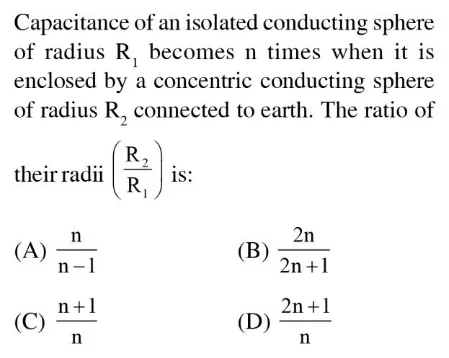 Capacitance of an isolated conducting sphere
of radius R₁ becomes n times when it is
enclosed by a concentric conducting sphere
of radius R₂ connected to earth. The ratio of
their radii (R₂/R₁) is:
(A) n/(n−1) (B) 2n/(2n+1)
(C) (n+1)/n (D) (2n+1)/n